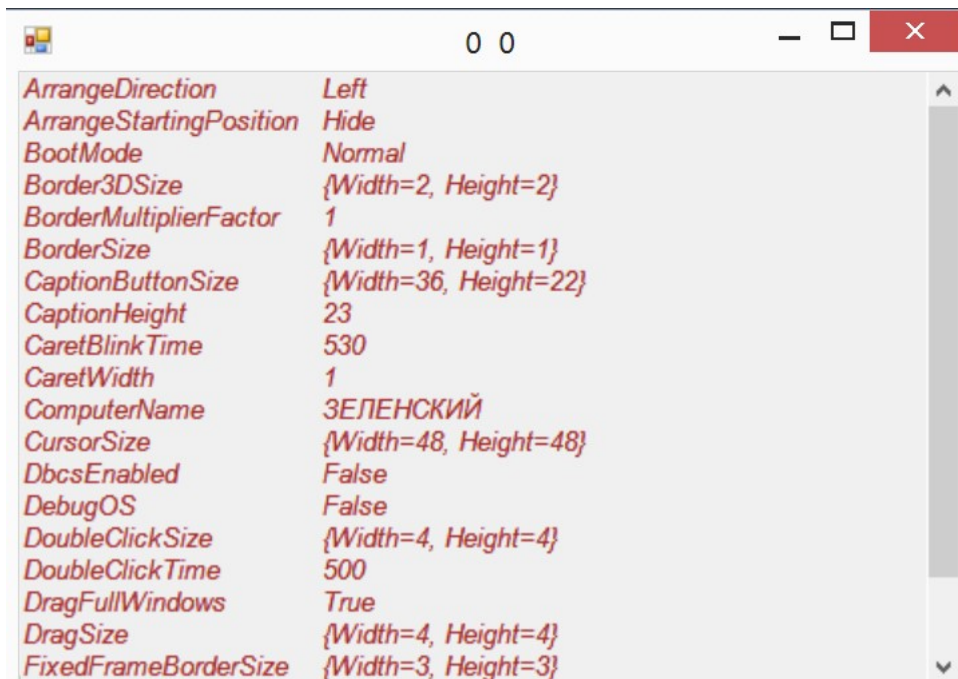 0 0
ArrangeDirection Left
ArrangeStartingPosition Hide
BootMode Normal
Border3DSize {Width=2, Height=2}
BorderMultiplierFactor 1
BorderSize {Width=1, Height=1}
CaptionButtonSize {Width=36, Height=22}
CaptionHeight 23
CaretBlinkTime 530
CaretWidth 1
ComputerName ЗЕЛЕНСКИЙ
CursorSize {Width=48, Height=48}
DbcsEnabled False
DebugOS False
DoubleClickSize {Width=4, Height=4}
DoubleClickTime 500
DragFullWindows True
DragSize {Width=4, Height=4}
FixedFrameBorderSize {Width=3, Height=3}